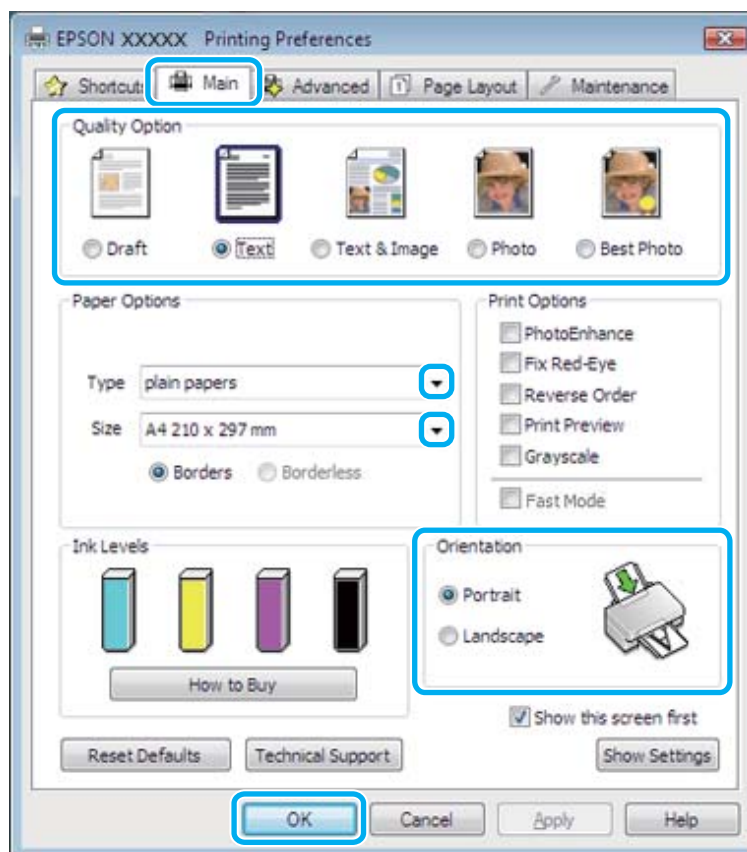 EPSON XXXXX Printing Preferences
Shortcuts Main Advanced Page Layout Maintenance
Quality Option
Draft Text Text & Image Photo Best Photo
Paper Options
Type plain papers
Size A4 210 x 297 mm
Borders Borderless
Print Options
PhotoEnhance
Fix Red-Eye
Reverse Order
Print Preview
Grayscale
Fast Mode
Ink Levels
How to Buy
Orientation
Portrait
Landscape
Show this screen first
Reset Defaults Technical Support Show Settings
OK Cancel Apply Help